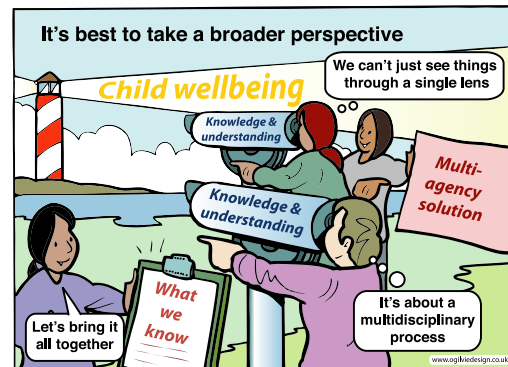 It's best to take a broader perspective
We can't just see things
through a single lens
Child wellbeing
Knowledge &
understanding
Multi-
agency
solution
Knowledge &
understanding
What
we
know
Let's bring it
all together
It's about a
multidisciplinary
process
www.ogilviedesign.co.uk